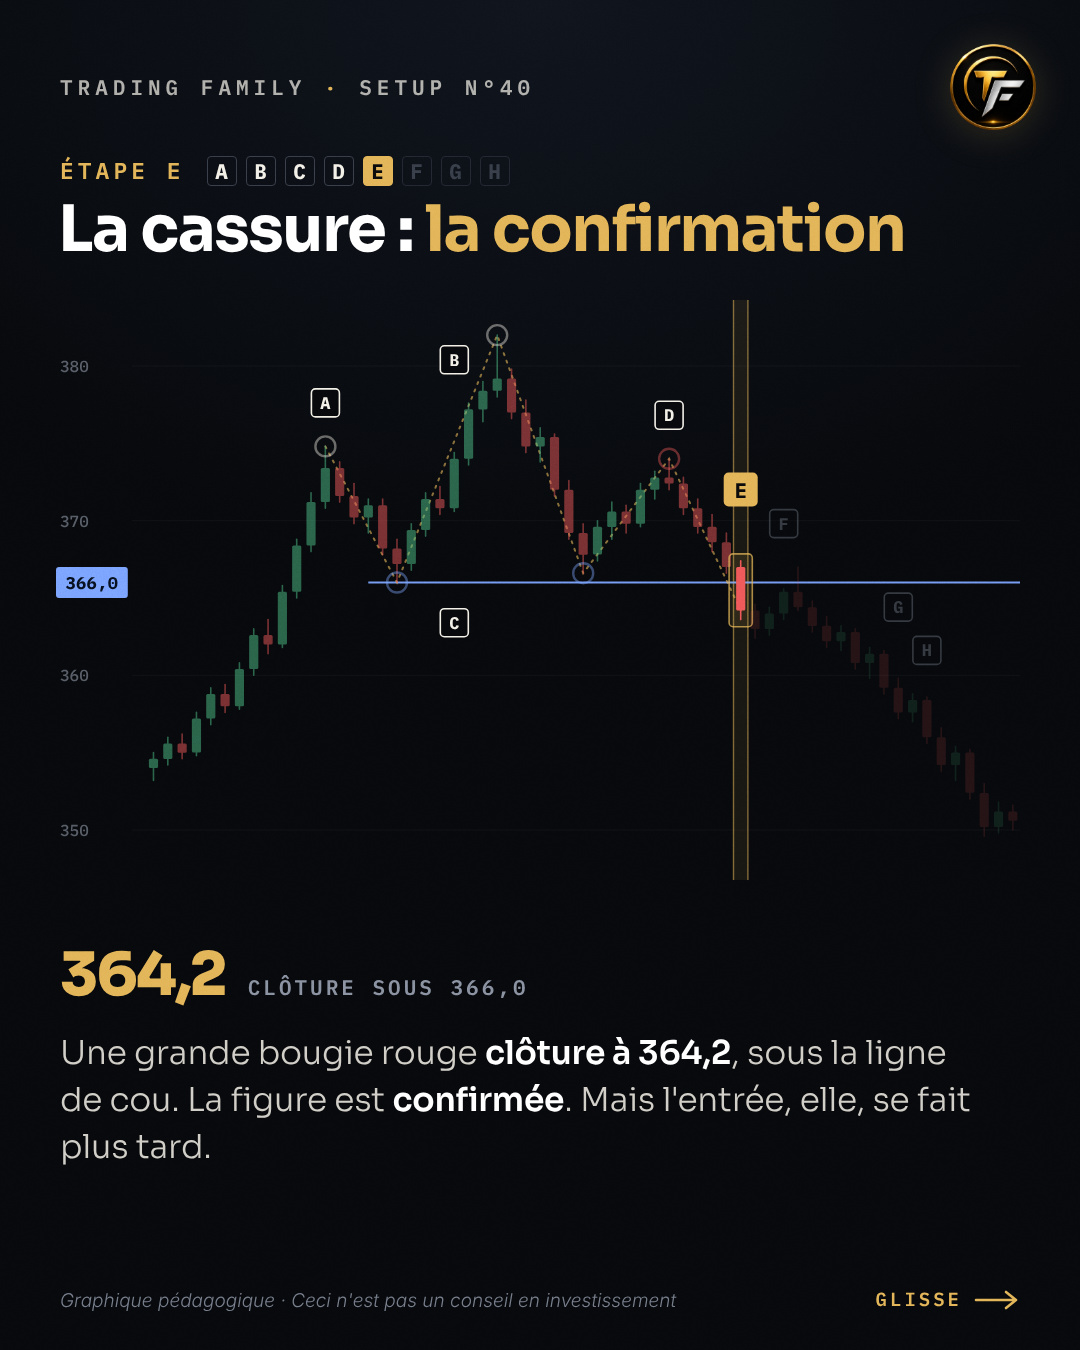 TRADING FAMILY · SETUP N°40
TF
ÉTAPE E A B C D E F G H
La cassure : la confirmation
380
B
A
D
370
E
F
366,0
G
C
H
360
350
364,2 CLÔTURE SOUS 366,0
Une grande bougie rouge clôture à 364,2, sous la ligne
de cou. La figure est confirmée. Mais l'entrée, elle, se fait
plus tard.
Graphique pédagogique · Ceci n'est pas un conseil en investissement
GLISSE